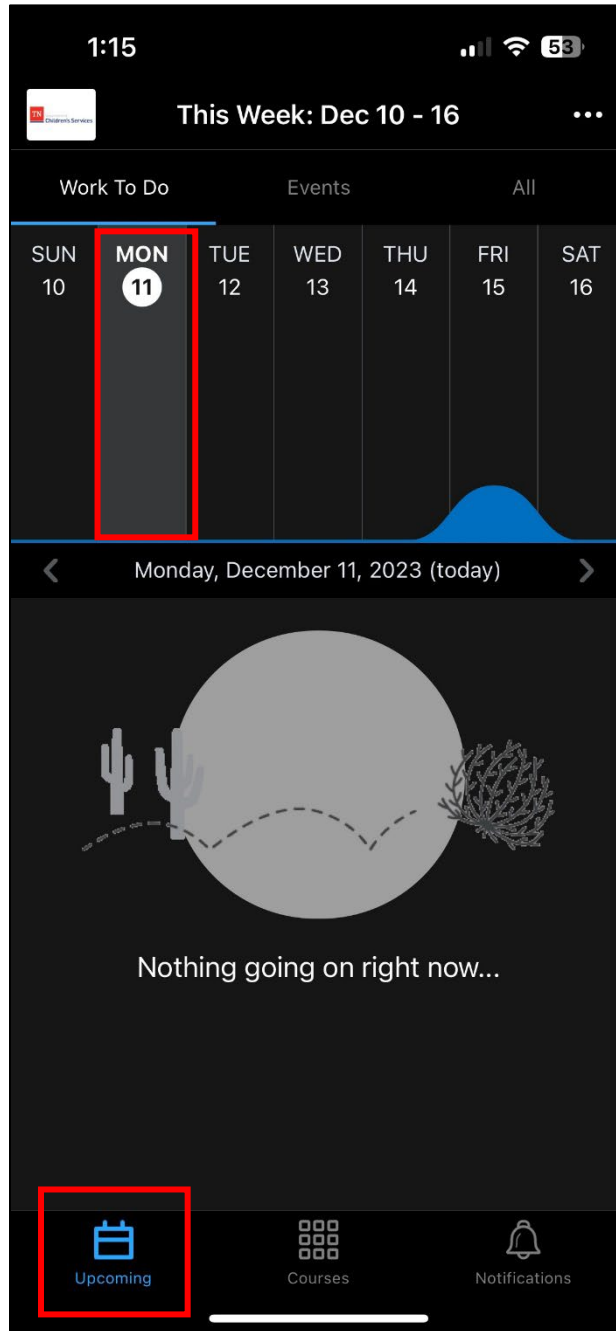 1:15
53
TN
Children's Services
This Week: Dec 10 - 16
Work To Do Events All
SUN MON TUE WED THU FRI SAT
10 11 12 13 14 15 16
Monday, December 11, 2023 (today)
Nothing going on right now...
Upcoming Courses Notifications